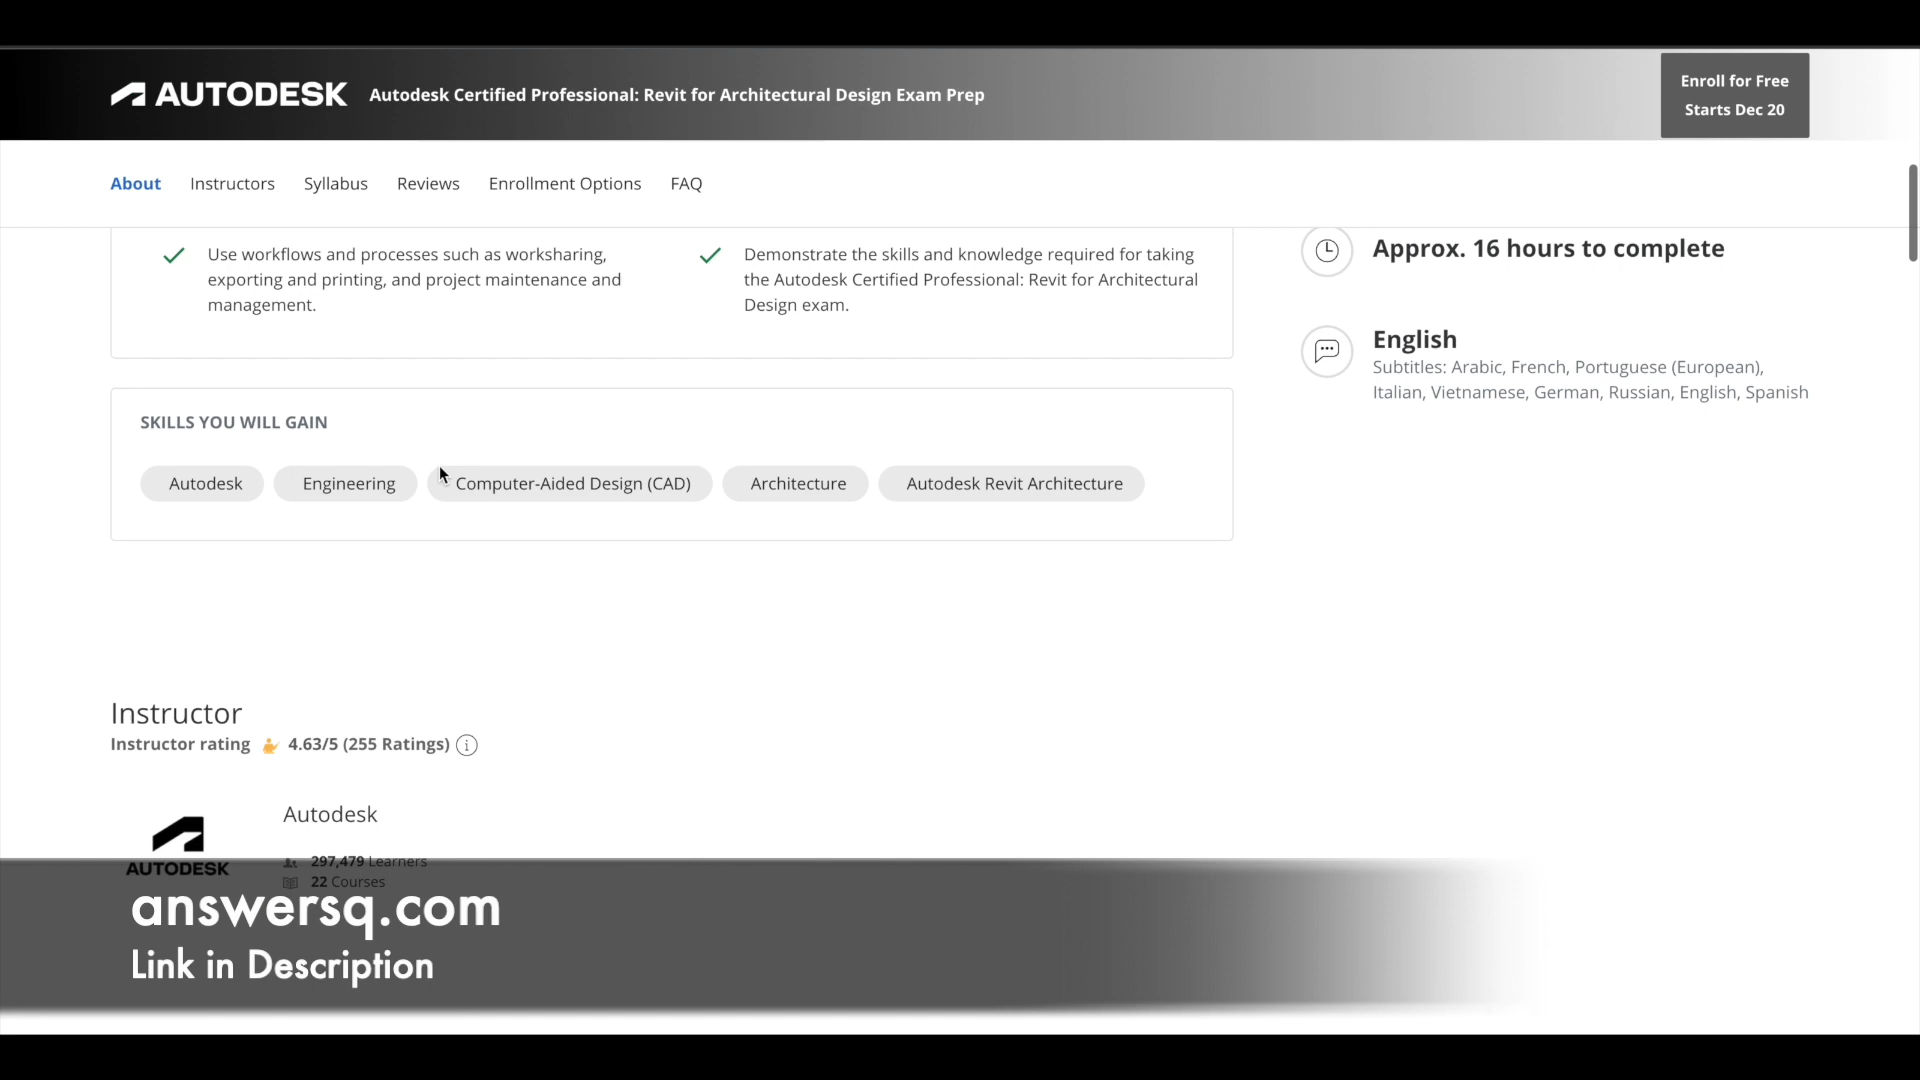 AUTODESK
Autodesk Certified Professional: Revit for Architectural Design Exam Prep
Enroll for Free
Starts Dec 20
About
Instructors
Syllabus
Reviews
Enrollment Options
FAQ
Use workflows and processes such as worksharing,
exporting and printing, and project maintenance and
management.
Demonstrate the skills and knowledge required for taking
the Autodesk Certified Professional: Revit for Architectural
Design exam.
Approx. 16 hours to complete
English
Subtitles: Arabic, French, Portuguese (European),
Italian, Vietnamese, German, Russian, English, Spanish
SKILLS YOU WILL GAIN
Autodesk
Engineering
Computer-Aided Design (CAD)
Architecture
Autodesk Revit Architecture
Instructor
Instructor rating 4.63/5 (255 Ratings)
Autodesk
AUTODESK
297,479 Learners
22 Courses
answersq.com
Link in Description